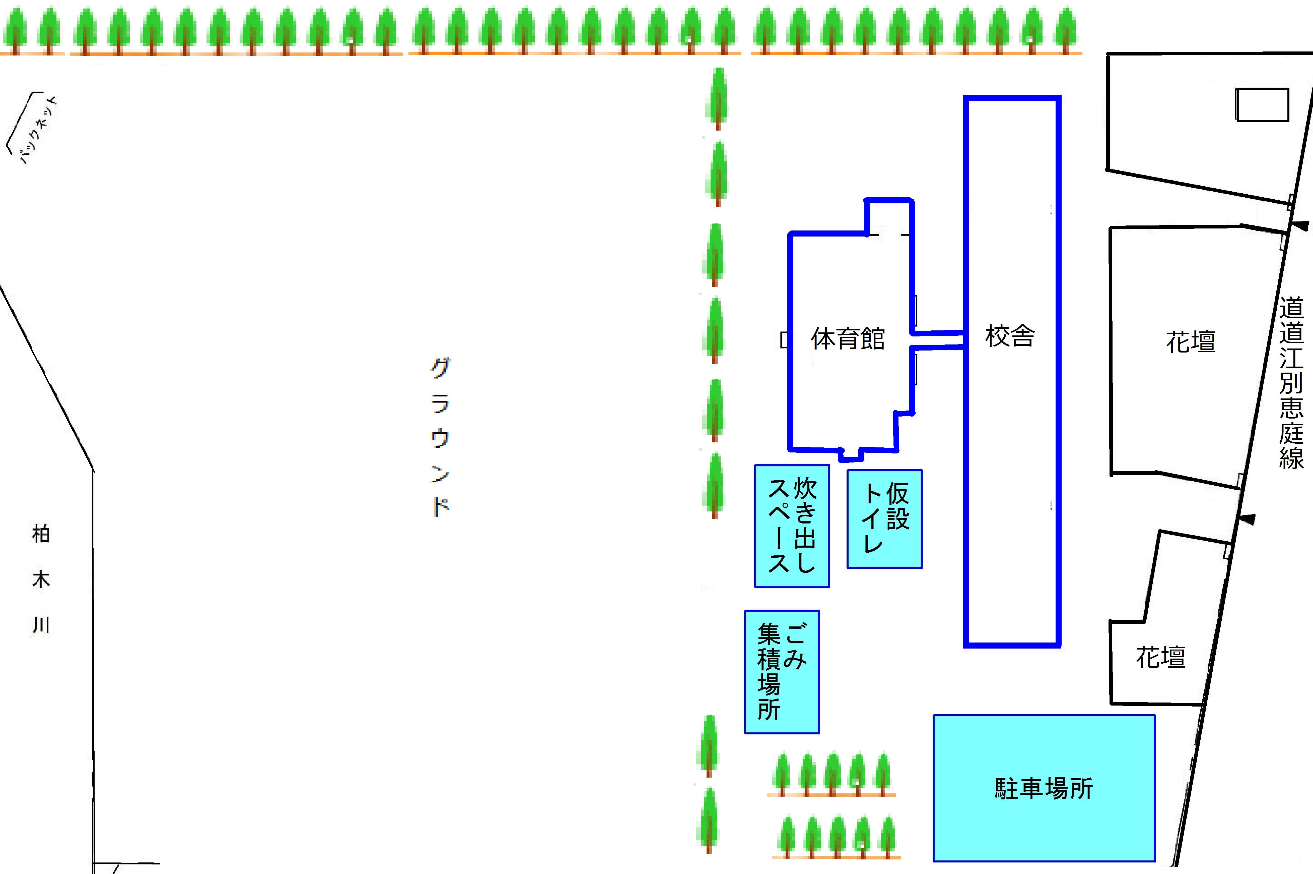 バックネット
グラウンド
柏木川
体育館
校舎
花壇
道道江別恵庭線
炊き出し
スペース
仮設
トイレ
ごみ
集積場所
花壇
駐車場所